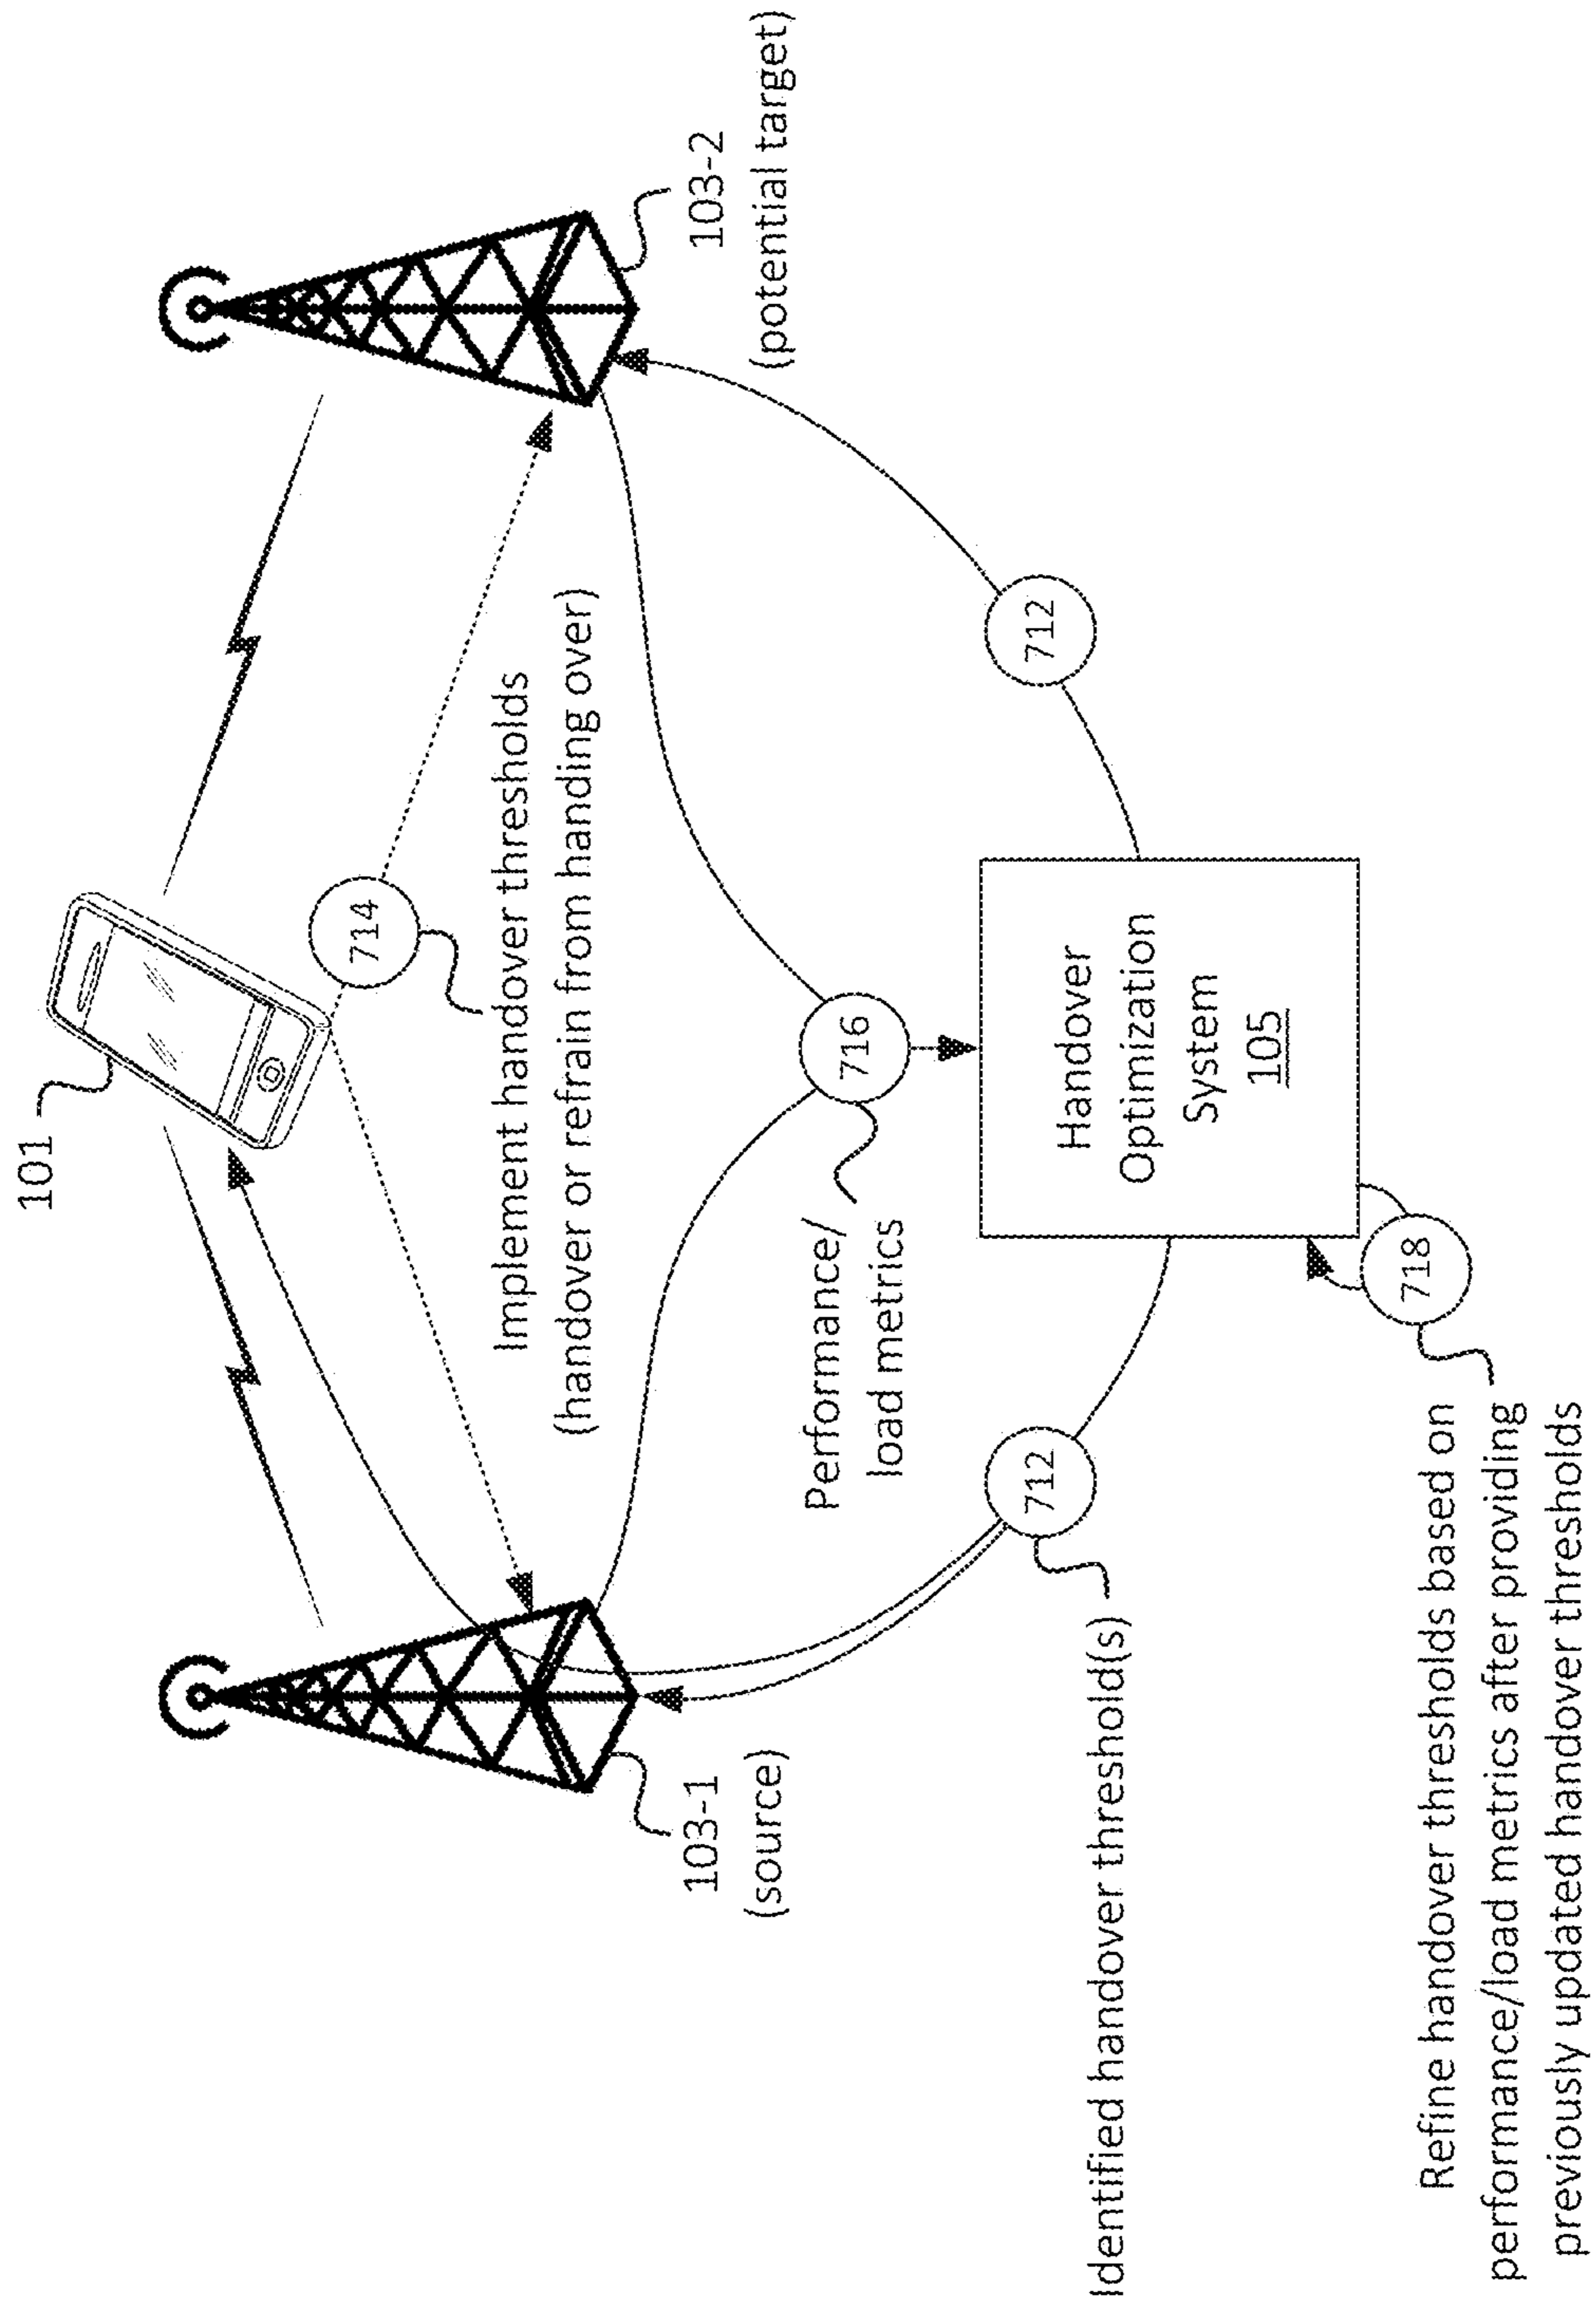 101
103-1
(source)
103-2
(potential target)
714
Implement handover thresholds
(handover or refrain from handing over)
716
Performance/
load metrics
712
712
Identified handover threshold(s)
Handover
Optimization
System
105
718
Refine handover thresholds based on
performance/load metrics after providing
previously updated handover thresholds